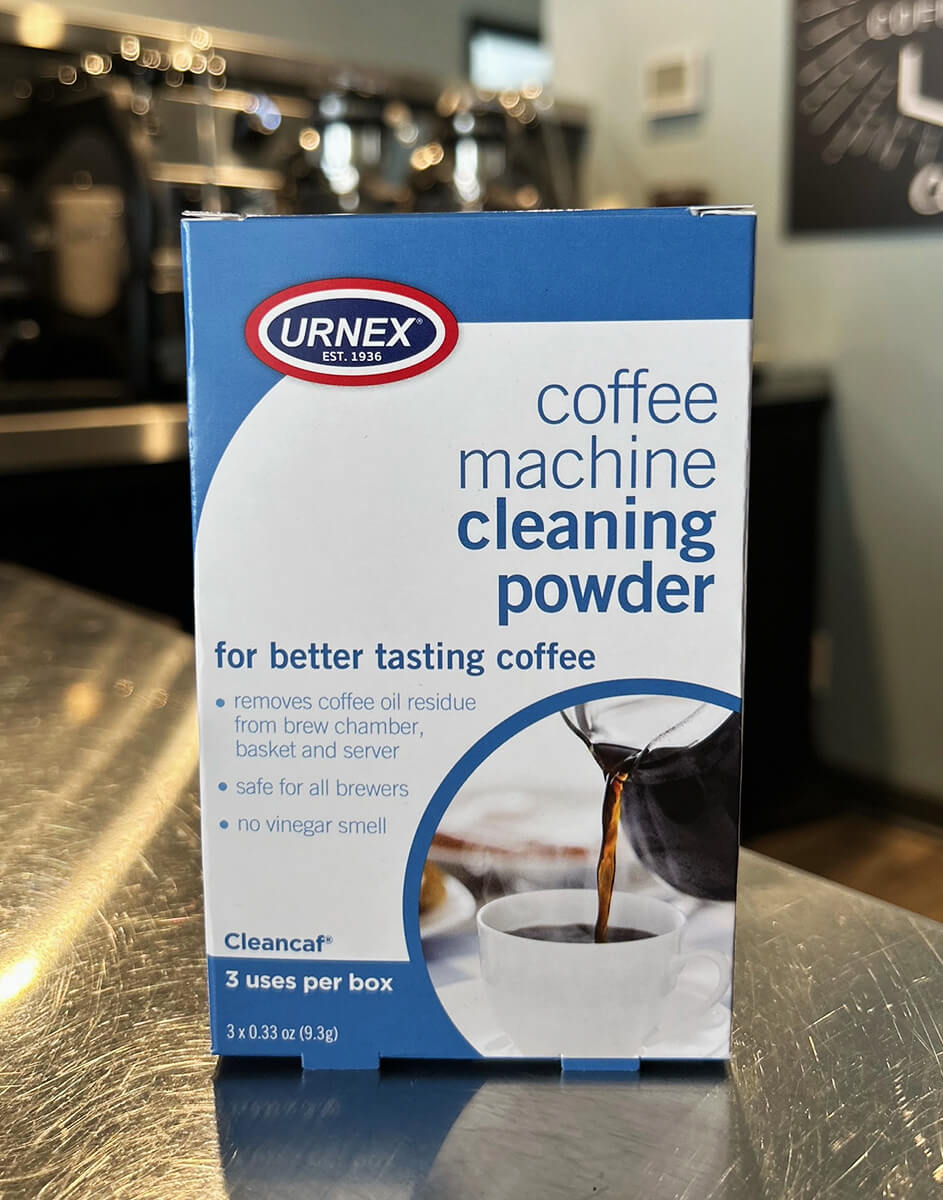 URNEX®
EST. 1936
coffee
machine
cleaning
powder
for better tasting coffee
• removes coffee oil residue
from brew chamber,
basket and server
• safe for all brewers
• no vinegar smell
Cleancaf®
3 uses per box
3 x 0.33 oz (9.3g)